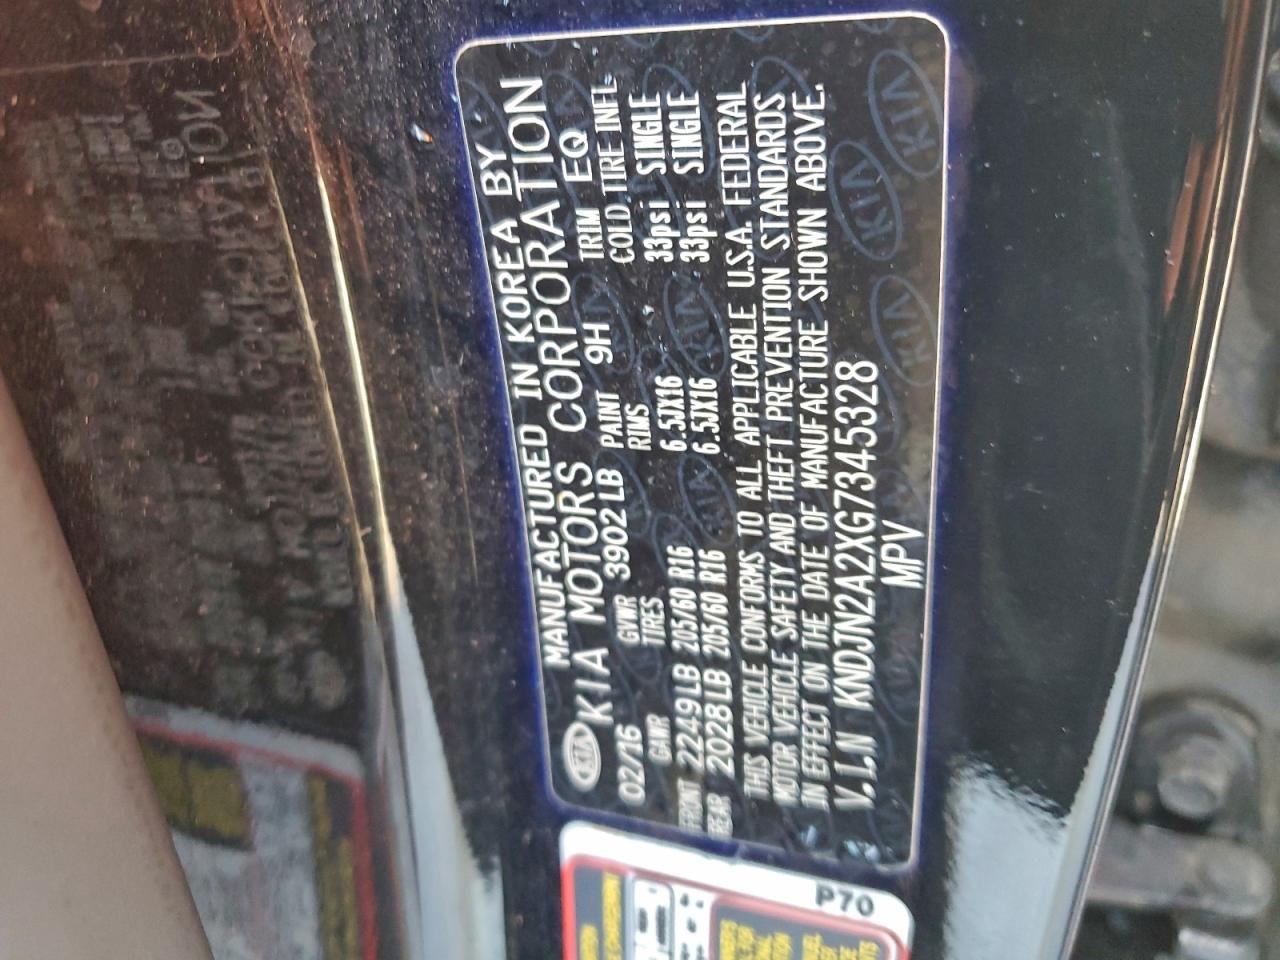 MANUFACTURED IN KOREA BY
KIA KIA MOTORS CORPORATION
02/16 GVWR 3902LB PAINT 9H TRIM EQ
GAWR TIRES RIMS COLD TIRE INFL
FRONT 2249LB 205/60 R16 6.5JX16 33psi SINGLE
REAR 2028LB 205/60 R16 6.5JX16 33psi SINGLE
THIS VEHICLE CONFORMS TO ALL APPLICABLE U.S.A. FEDERAL
MOTOR VEHICLE SAFETY AND THEFT PREVENTION STANDARDS
IN EFFECT ON THE DATE OF MANUFACTURE SHOWN ABOVE.
V.I.N KNDJN2A2XG7345328
MPV
P70